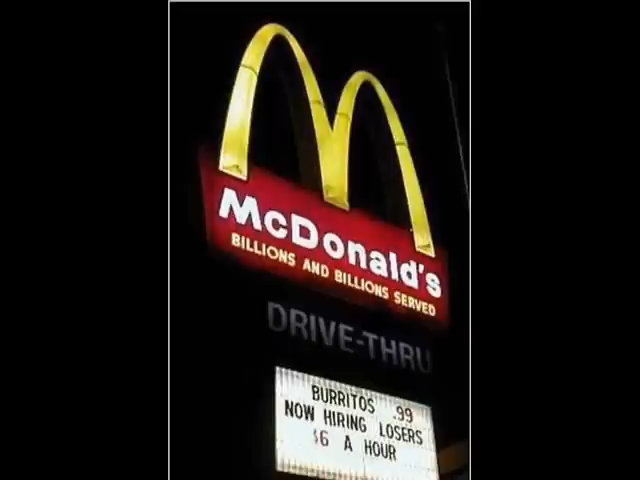 McDonald's
BILLIONS AND BILLIONS SERVED
DRIVE-THRU
BURRITOS .99
NOW HIRING LOSERS
$6 A HOUR